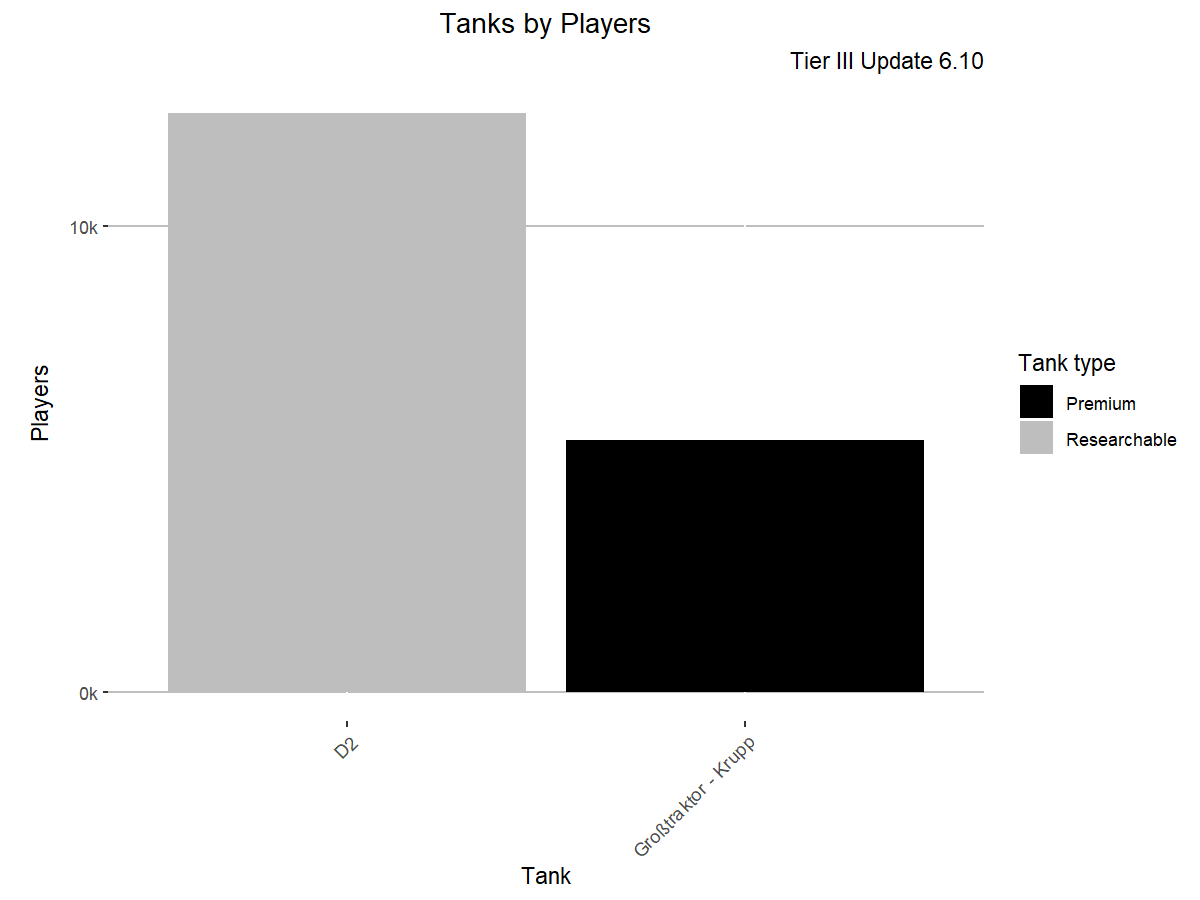 Tanks by Players
Tier III Update 6.10
10k
0k
Players
D2
Großtraktor - Krupp
Tank
Tank type
Premium
Researchable